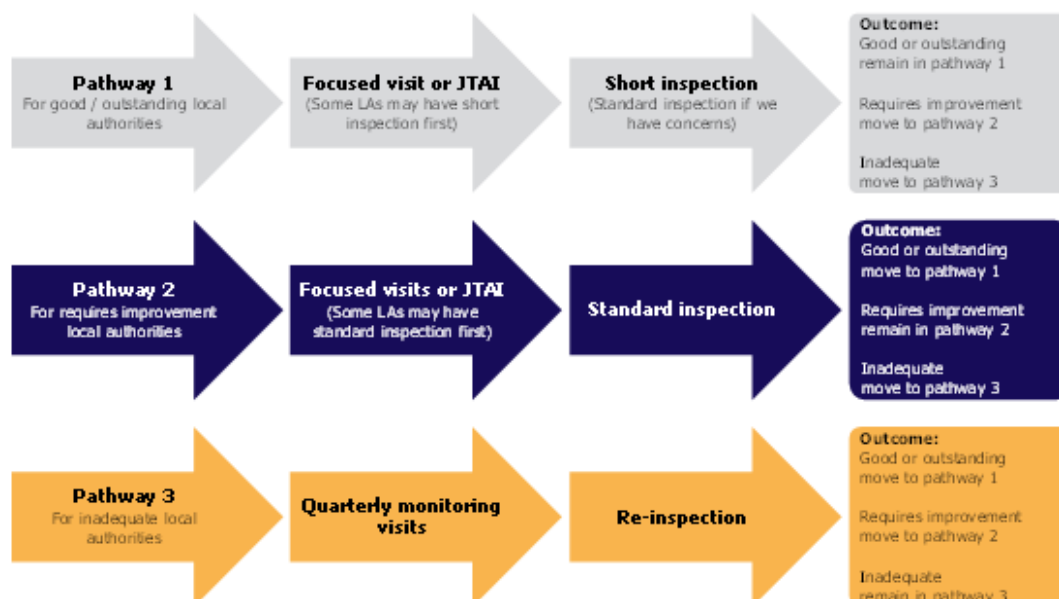 Pathway 1
For good / outstanding local
authorities
Focused visit or JTAI
(Some LAs may have short
inspection first)
Short inspection
(Standard inspection if we
have concerns)
Outcome:
Good or outstanding
remain in pathway 1
Requires improvement
move to pathway 2
Inadequate
move to pathway 3
Pathway 2
For requires improvement
local authorities
Focused visits or JTAI
(Some LAs may have
standard inspection first)
Standard inspection
Outcome:
Good or outstanding
move to pathway 1
Requires improvement
remain in pathway 2
Inadequate
move to pathway 3
Pathway 3
For inadequate local
authorities
Quarterly monitoring
visits
Re-inspection
Outcome:
Good or outstanding
move to pathway 1
Requires improvement
move to pathway 2
Inadequate
remain in pathway 3